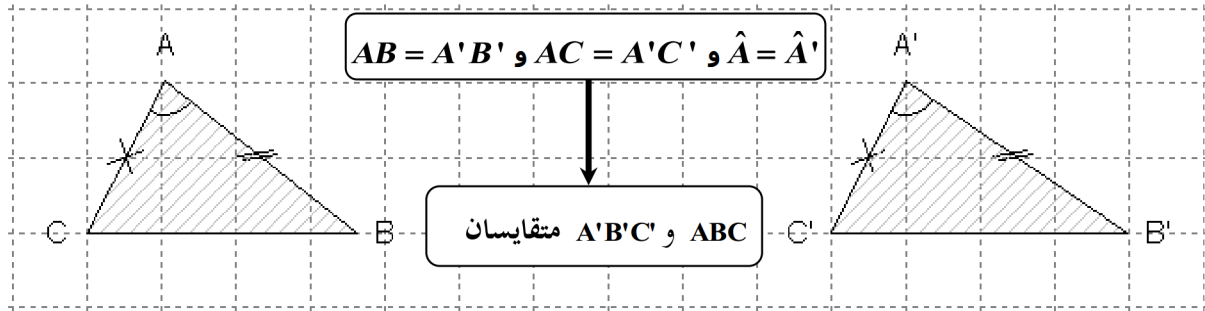 A
AB = A'B' و AC = A'C' و Â = Â'
A'
C
B
ABC و A'B'C' متقايسان
C'
B'